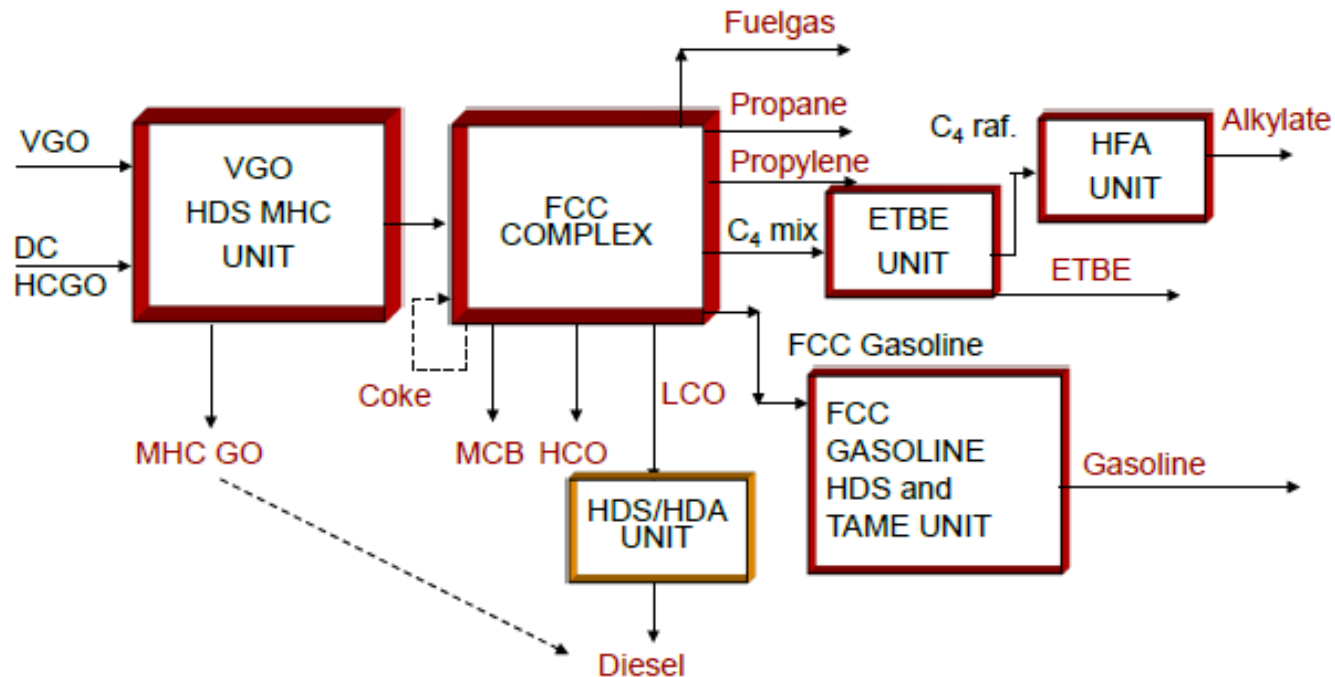 Fuelgas
Propane
Propylene
C₄ mix
C₄ raf.
Alkylate
HFA
UNIT
VGO
DC
HCGO
VGO
HDS MHC
UNIT
FCC
COMPLEX
ETBE
UNIT
ETBE
FCC Gasoline
Coke
LCO
MHC GO
MCB HCO
FCC
GASOLINE
HDS and
TAME UNIT
Gasoline
HDS/HDA
UNIT
Diesel